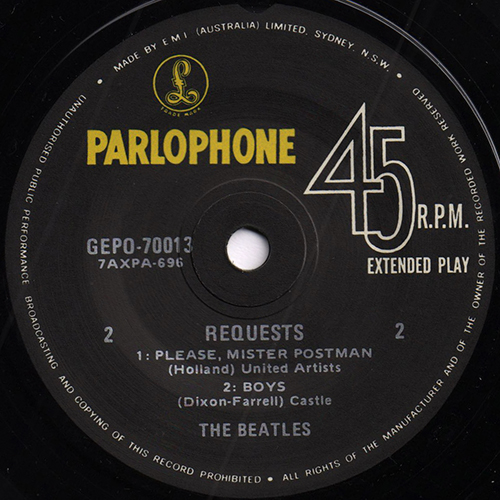 MADE BY E M I (AUSTRALIA) LIMITED, SYDNEY, N.S.W. •
ALL RIGHTS OF THE MANUFACTURER AND OF THE OWNER OF THE RECORDED WORK RESERVED
UNAUTHORISED PUBLIC PERFORMANCE BROADCASTING AND COPYING OF THIS RECORD PROHIBITED •
£
TRADE MARK
PARLOPHONE
45
R.P.M.
EXTENDED PLAY
GEPO-70013
7AXPA-696
2 REQUESTS 2
1: PLEASE, MISTER POSTMAN
(Holland) United Artists
2: BOYS
(Dixon-Farrell) Castle
THE BEATLES